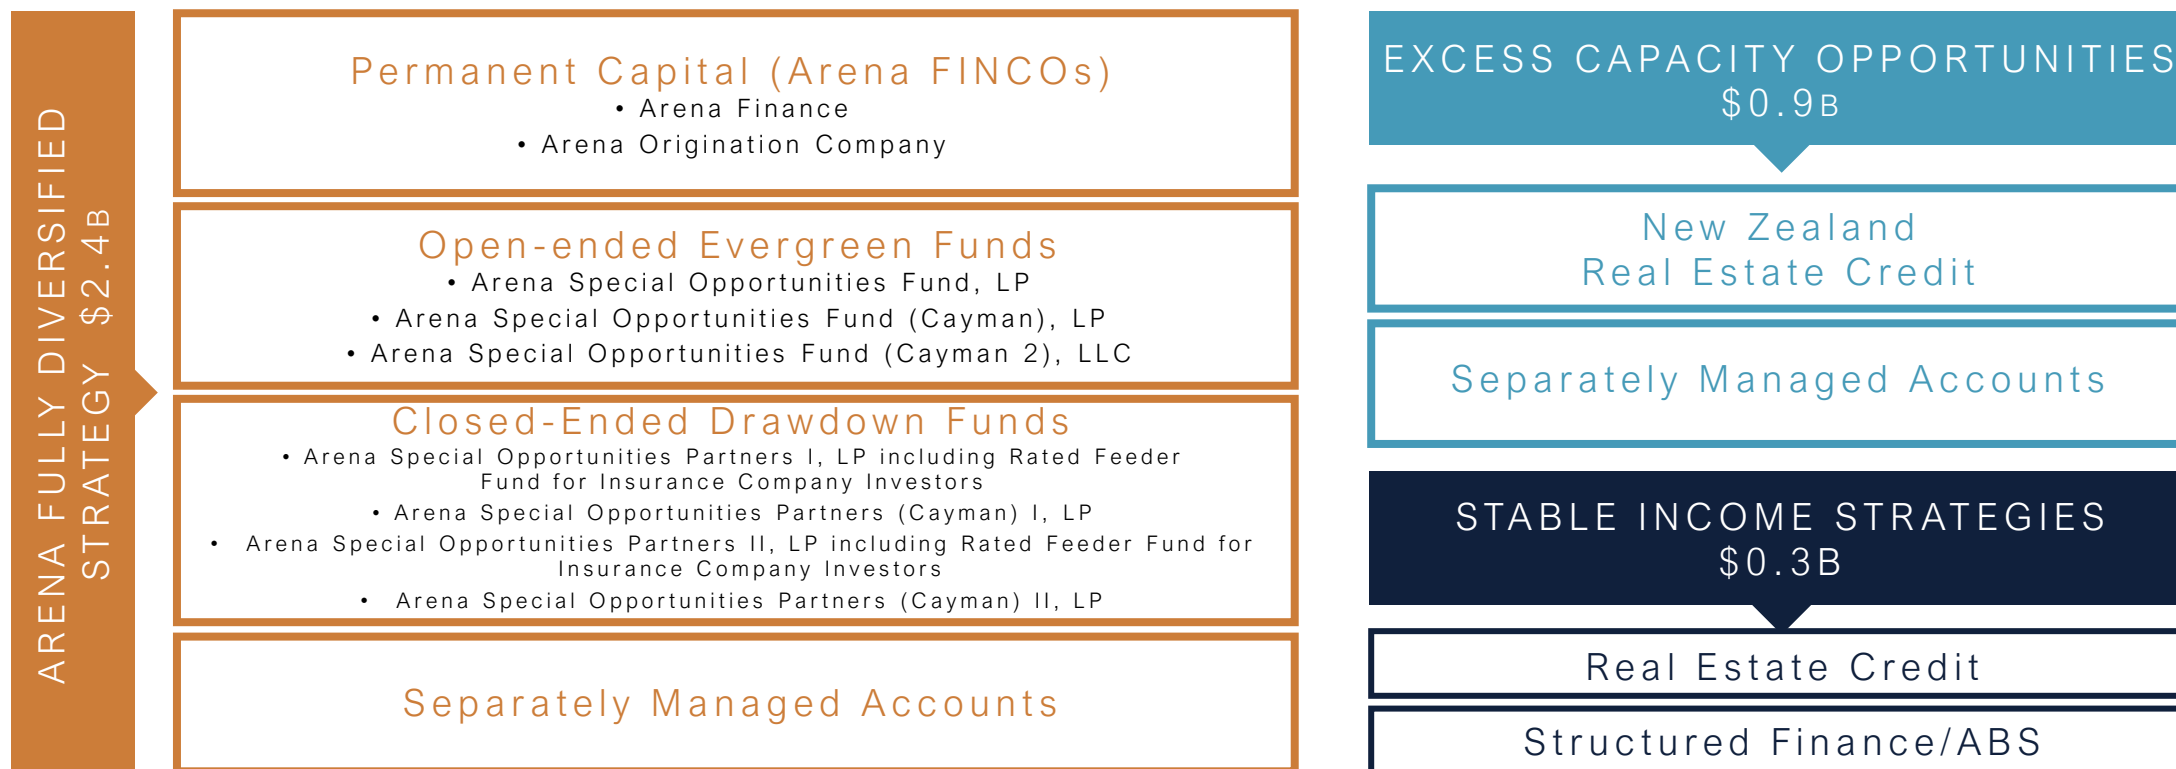 ARENA FULLY DIVERSIFIED
STRATEGY $2.4B
Permanent Capital (Arena FINCOs)
• Arena Finance
• Arena Origination Company
Open-ended Evergreen Funds
• Arena Special Opportunities Fund, LP
• Arena Special Opportunities Fund (Cayman), LP
• Arena Special Opportunities Fund (Cayman 2), LLC
Closed-Ended Drawdown Funds
• Arena Special Opportunities Partners I, LP including Rated Feeder
Fund for Insurance Company Investors
• Arena Special Opportunities Partners (Cayman) I, LP
• Arena Special Opportunities Partners II, LP including Rated Feeder Fund for
Insurance Company Investors
• Arena Special Opportunities Partners (Cayman) II, LP
Separately Managed Accounts
EXCESS CAPACITY OPPORTUNITIES
$0.9B
New Zealand
Real Estate Credit
Separately Managed Accounts
STABLE INCOME STRATEGIES
$0.3B
Real Estate Credit
Structured Finance/ABS